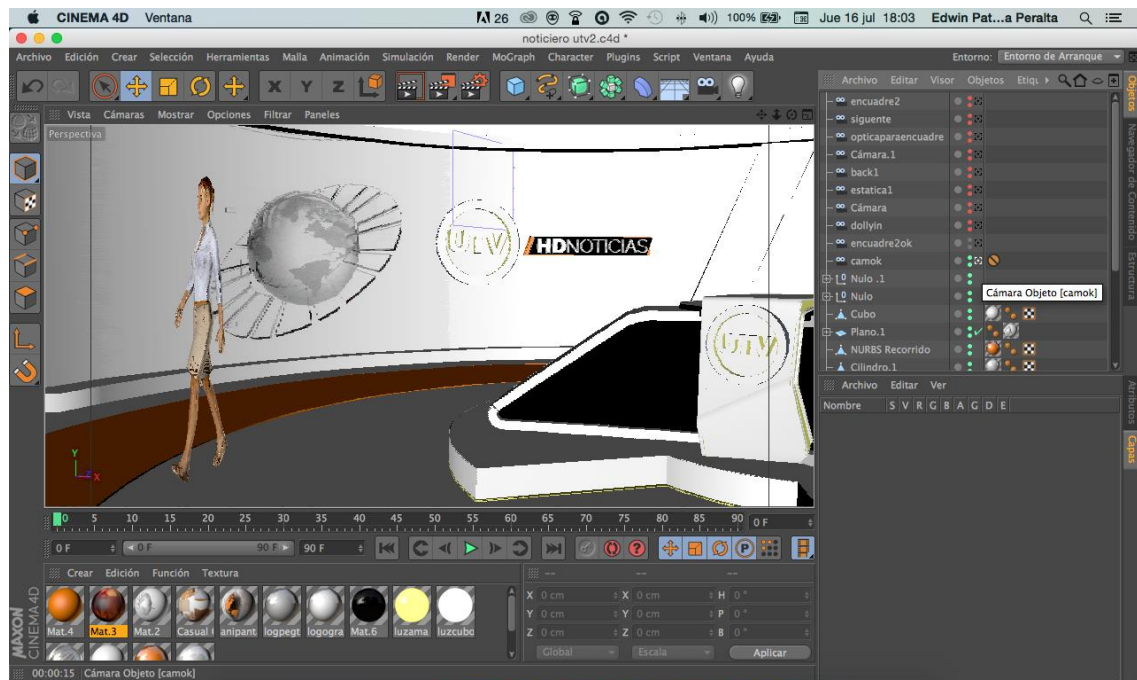 CINEMA 4D Ventana 26 100% Jue 16 jul 18:03 Edwin Pat...a Peralta
noticiero utv2.c4d *
Archivo Edición Crear Selección Herramientas Malla Animación Simulación Render MoGraph Character Plugins Script Ventana Ayuda Entorno: Entorno de Arranque
X Y Z
Archivo Editar Visor Objetos Etiqu
Vista Cámaras Mostrar Opciones Filtrar Paneles
Perspectiva
encuadre2
siguente
opticaparaencuadre
Cámara.1
back1
estatica1
Cámara
dollyin
encuadre2ok
camok
Nulo .1
Nulo
Cámara Objeto [camok]
Cubo
Plano.1
NURBS Recorrido
Cilindro.1
Objetos
Navegador de Contenido
Estructura
UTV HDNOTICIAS
UTV
Y
Z X
Archivo Editar Ver
Nombre S V R G B A G D E
Atributos
Capas
0 5 10 15 20 25 30 35 40 45 50 55 60 65 70 75 80 85 90 0 F
0 F 0 F 90 F 90 F
Crear Edición Función Textura
-- -- --
X 0 cm X 0 cm H 0 °
Y 0 cm Y 0 cm P 0 °
Z 0 cm Z 0 cm B 0 °
Global Escala Aplicar
Mat.4 Mat.3 Mat.2 Casual anipant logpegt logogra Mat.6 luzama luzcubo
MAXON CINEMA 4D
00:00:15 Cámara Objeto [camok]